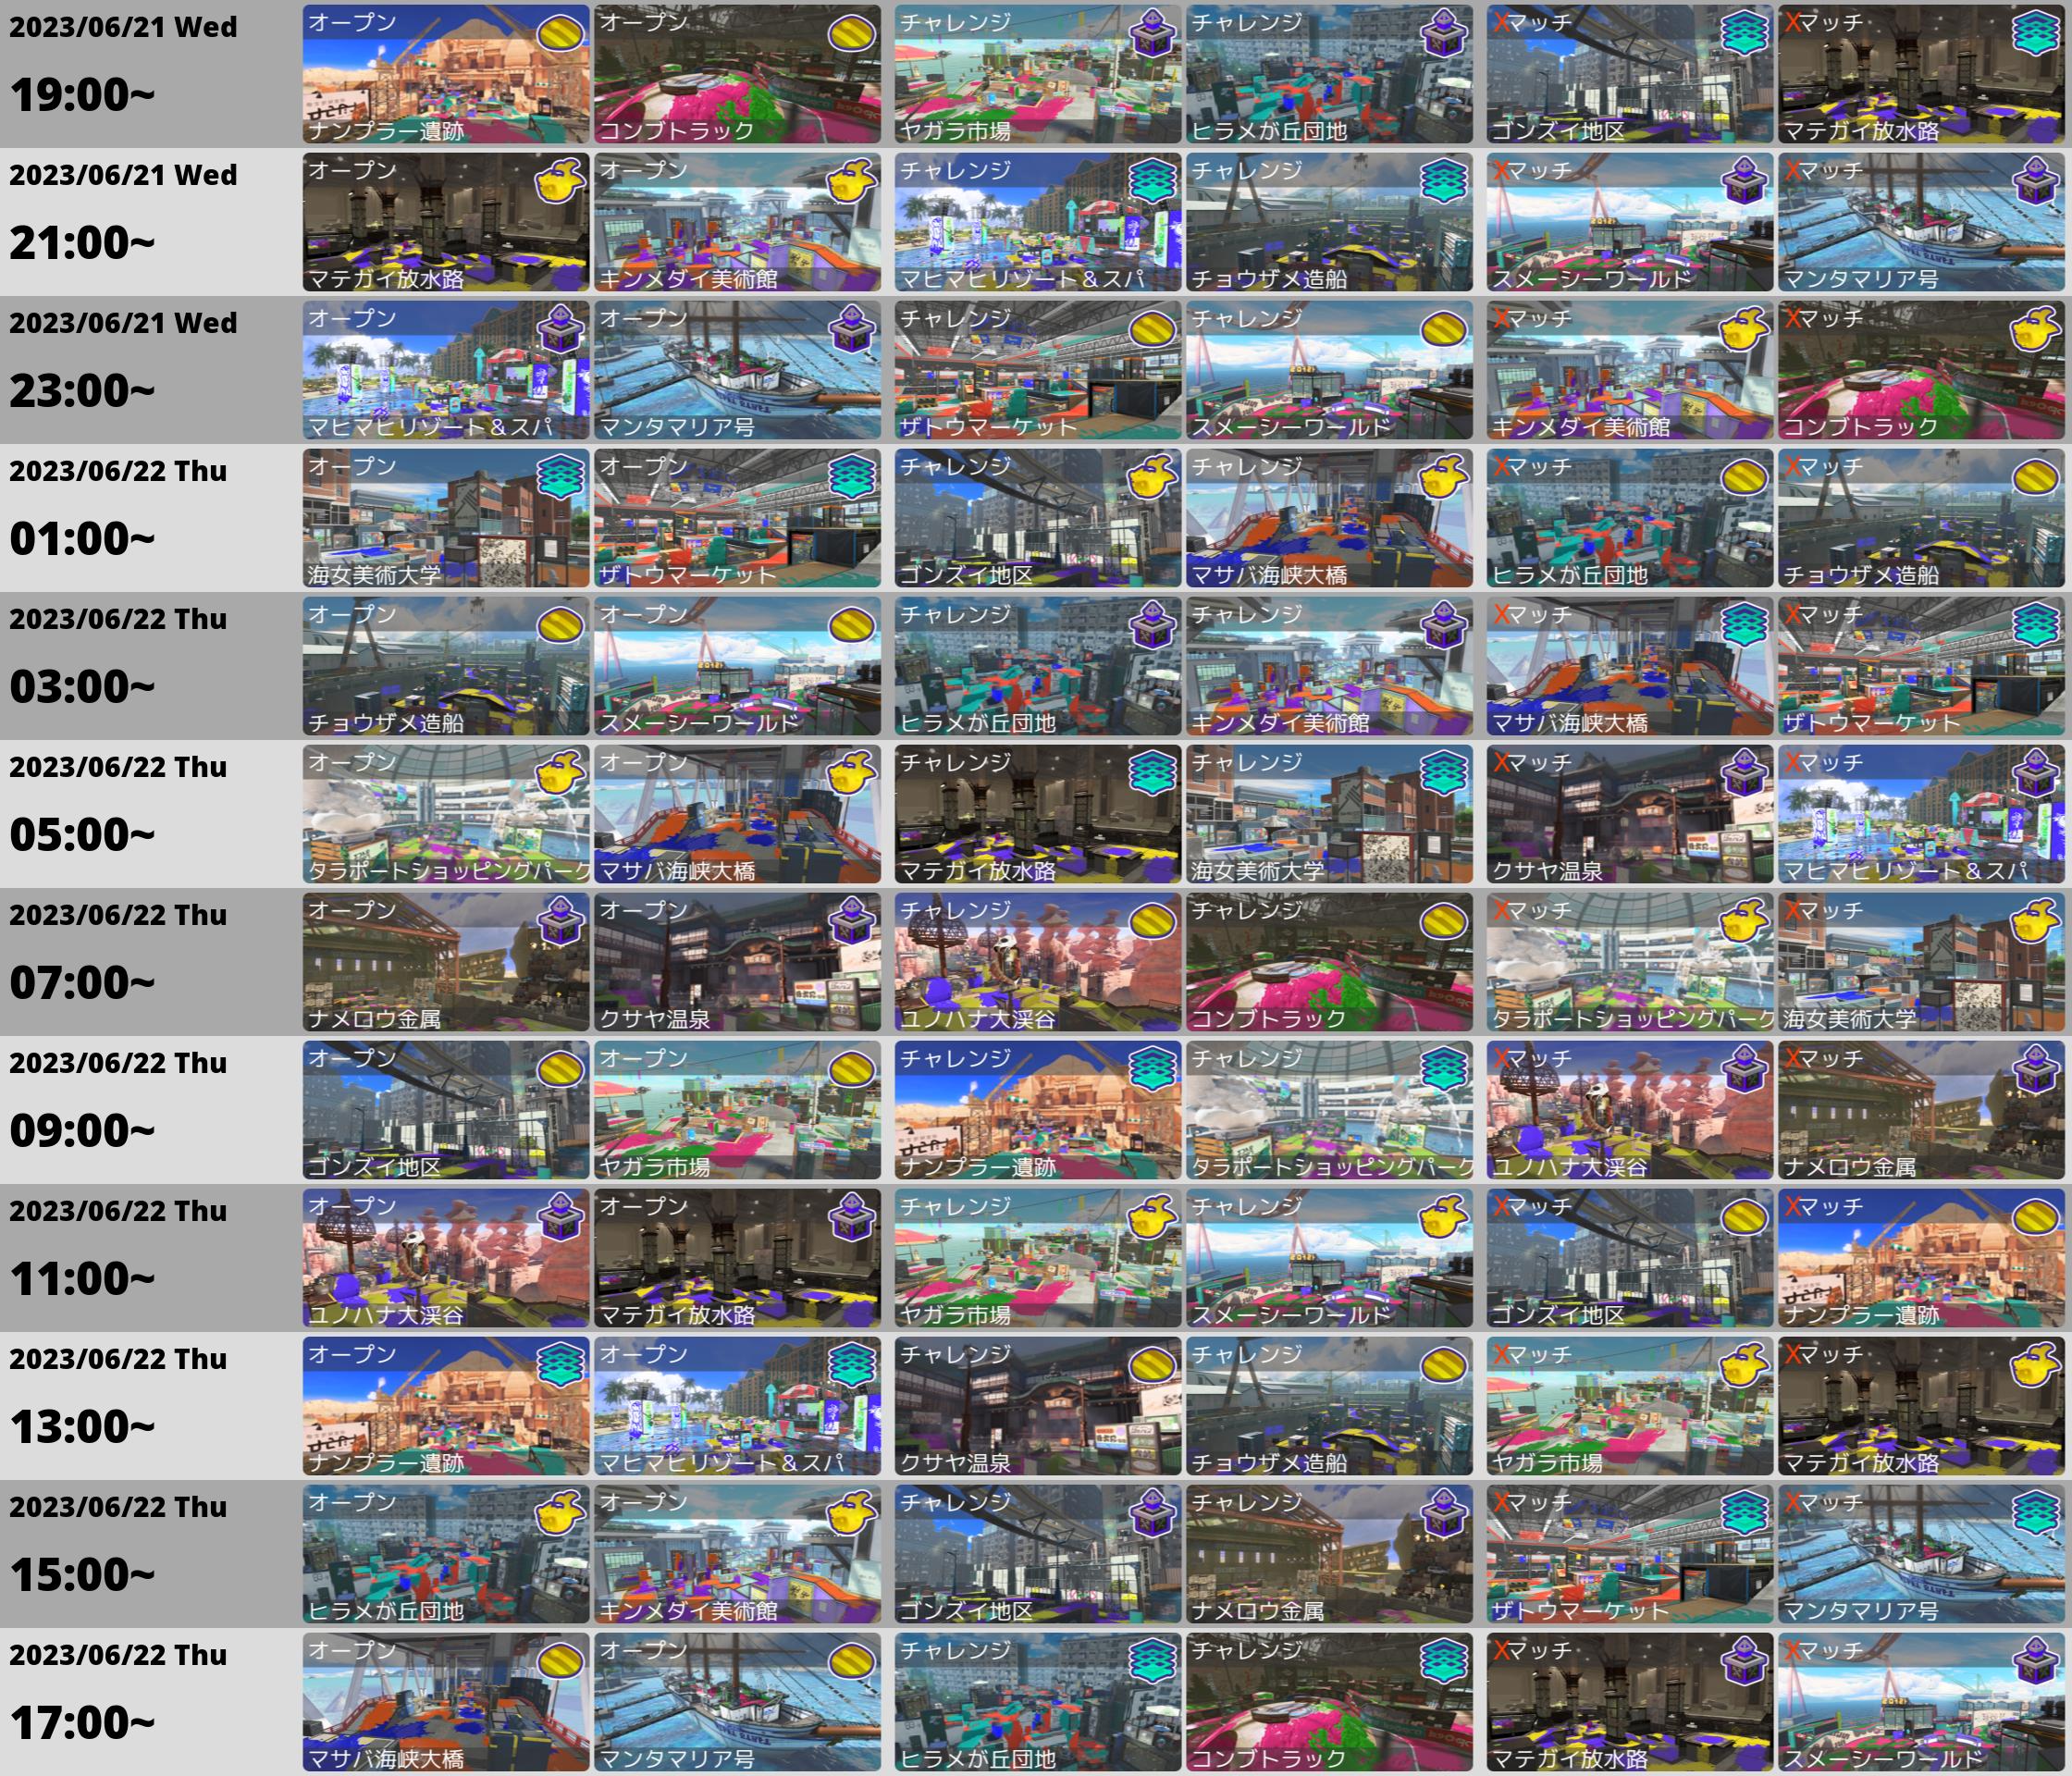 2023/06/21 Wed
19:00~
オープン オープン チャレンジ チャレンジ Xマッチ Xマッチ
ナンプラー遺跡 コンブトラック ヤガラ市場 ヒラメが丘団地 ゴンズイ地区 マテガイ放水路
2023/06/21 Wed
21:00~
オープン オープン チャレンジ チャレンジ Xマッチ Xマッチ
マテガイ放水路 キンメダイ美術館 マヒマヒリゾート&スパ チョウザメ造船 スメーシーワールド マンタマリア号
2023/06/21 Wed
23:00~
オープン オープン チャレンジ チャレンジ Xマッチ Xマッチ
マヒマヒリゾート&スパ マンタマリア号 ザトウマーケット スメーシーワールド キンメダイ美術館 コンブトラック
2023/06/22 Thu
01:00~
オープン オープン チャレンジ チャレンジ Xマッチ Xマッチ
海女美術大学 ザトウマーケット ゴンズイ地区 マサバ海峡大橋 ヒラメが丘団地 チョウザメ造船
2023/06/22 Thu
03:00~
オープン オープン チャレンジ チャレンジ Xマッチ Xマッチ
チョウザメ造船 スメーシーワールド ヒラメが丘団地 キンメダイ美術館 マサバ海峡大橋 ザトウマーケット
2023/06/22 Thu
05:00~
オープン オープン チャレンジ チャレンジ Xマッチ Xマッチ
タラポートショッピングパーク マサバ海峡大橋 マテガイ放水路 海女美術大学 クサヤ温泉 マヒマヒリゾート&スパ
2023/06/22 Thu
07:00~
オープン オープン チャレンジ チャレンジ Xマッチ Xマッチ
ナメロウ金属 クサヤ温泉 ユノハナ大渓谷 コンブトラック タラポートショッピングパーク 海女美術大学
2023/06/22 Thu
09:00~
オープン オープン チャレンジ チャレンジ Xマッチ Xマッチ
ゴンズイ地区 ヤガラ市場 ナンプラー遺跡 タラポートショッピングパーク ユノハナ大渓谷 ナメロウ金属
2023/06/22 Thu
11:00~
オープン オープン チャレンジ チャレンジ Xマッチ Xマッチ
ユノハナ大渓谷 マテガイ放水路 ヤガラ市場 スメーシーワールド ゴンズイ地区 ナンプラー遺跡
2023/06/22 Thu
13:00~
オープン オープン チャレンジ チャレンジ Xマッチ Xマッチ
ナンプラー遺跡 マヒマヒリゾート&スパ クサヤ温泉 チョウザメ造船 ヤガラ市場 マテガイ放水路
2023/06/22 Thu
15:00~
オープン オープン チャレンジ チャレンジ Xマッチ Xマッチ
ヒラメが丘団地 キンメダイ美術館 ゴンズイ地区 ナメロウ金属 ザトウマーケット マンタマリア号
2023/06/22 Thu
17:00~
オープン オープン チャレンジ チャレンジ Xマッチ Xマッチ
マサバ海峡大橋 マンタマリア号 ヒラメが丘団地 コンブトラック マテガイ放水路 スメーシーワールド